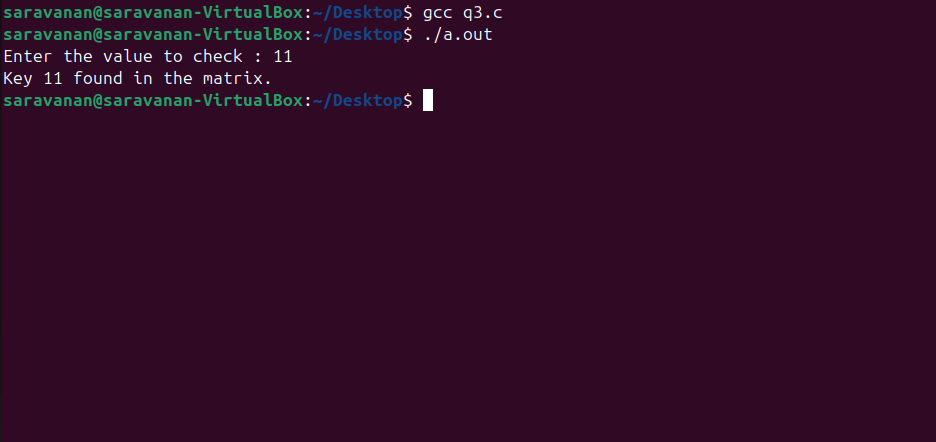 saravanan@saravanan-VirtualBox:~/Desktop$ gcc q3.c
saravanan@saravanan-VirtualBox:~/Desktop$ ./a.out
Enter the value to check : 11
Key 11 found in the matrix.
saravanan@saravanan-VirtualBox:~/Desktop$